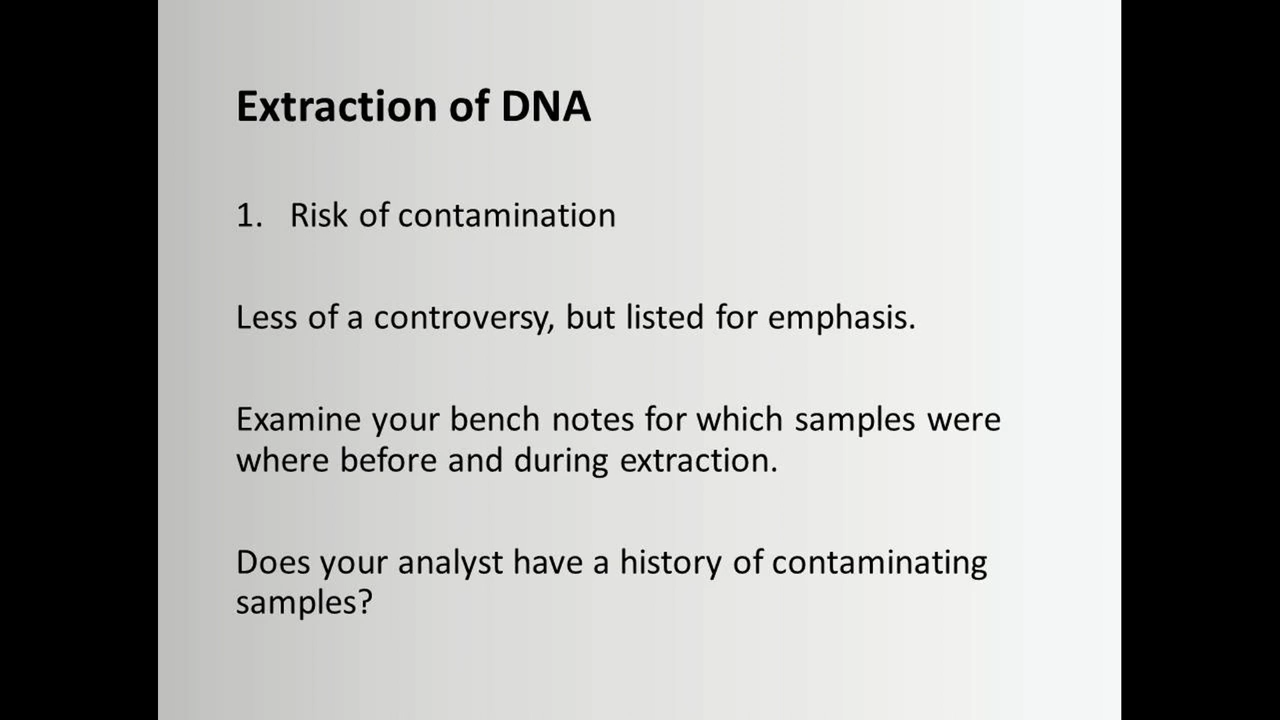 Extraction of DNA
1. Risk of contamination
Less of a controversy, but listed for emphasis.
Examine your bench notes for which samples were
where before and during extraction.
Does your analyst have a history of contaminating
samples?